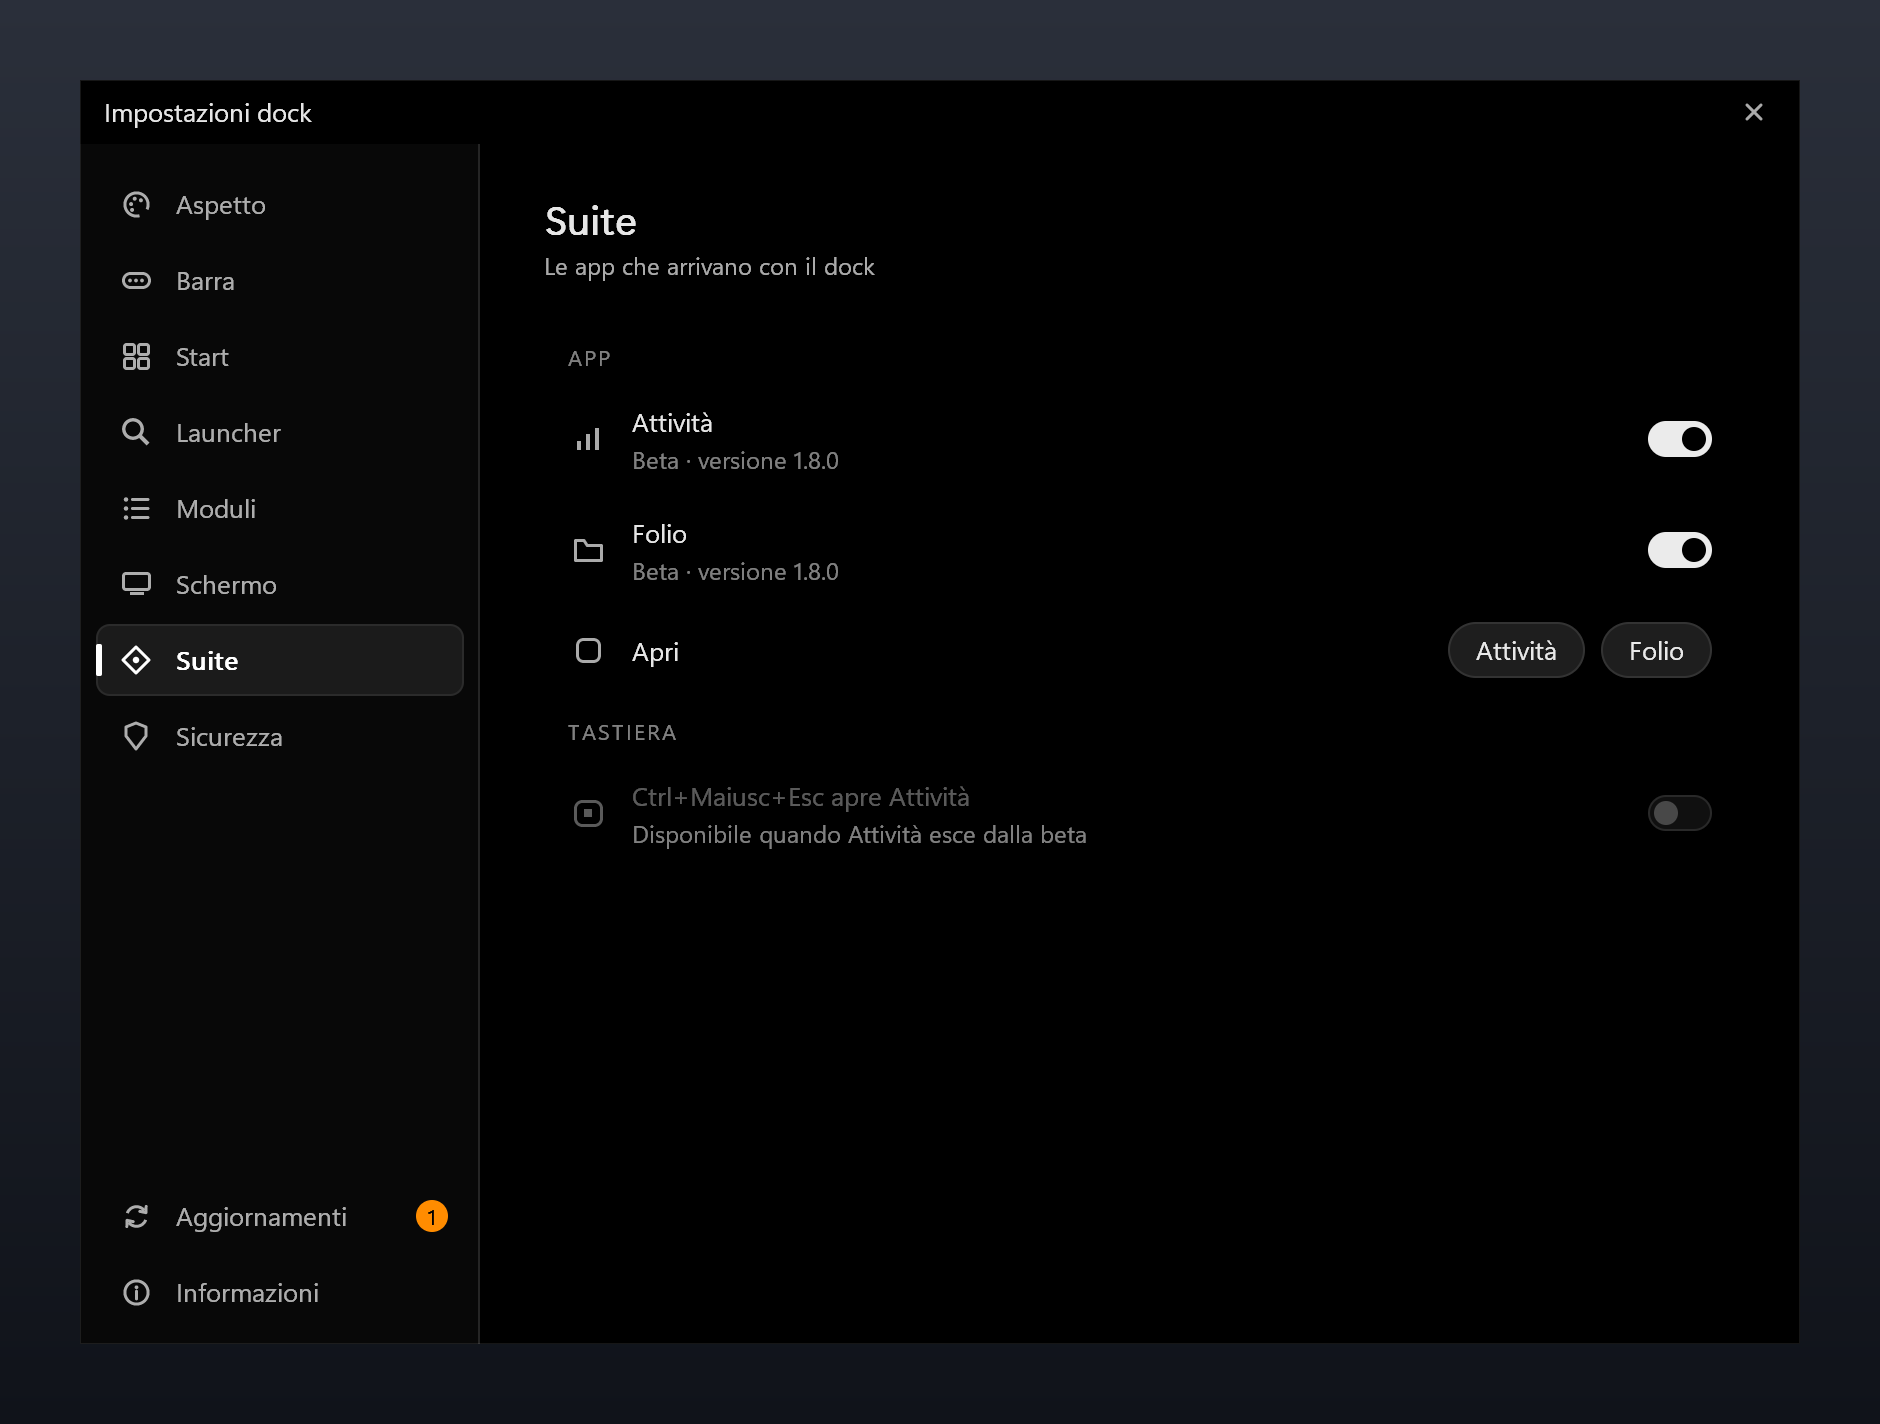 Impostazioni dock
Aspetto
Barra
Start
Launcher
Moduli
Schermo
Suite
Sicurezza
Aggiornamenti 1
Informazioni
Suite
Le app che arrivano con il dock
APP
Attività
Beta · versione 1.8.0
Folio
Beta · versione 1.8.0
Apri Attività Folio
TASTIERA
Ctrl+Maiusc+Esc apre Attività
Disponibile quando Attività esce dalla beta